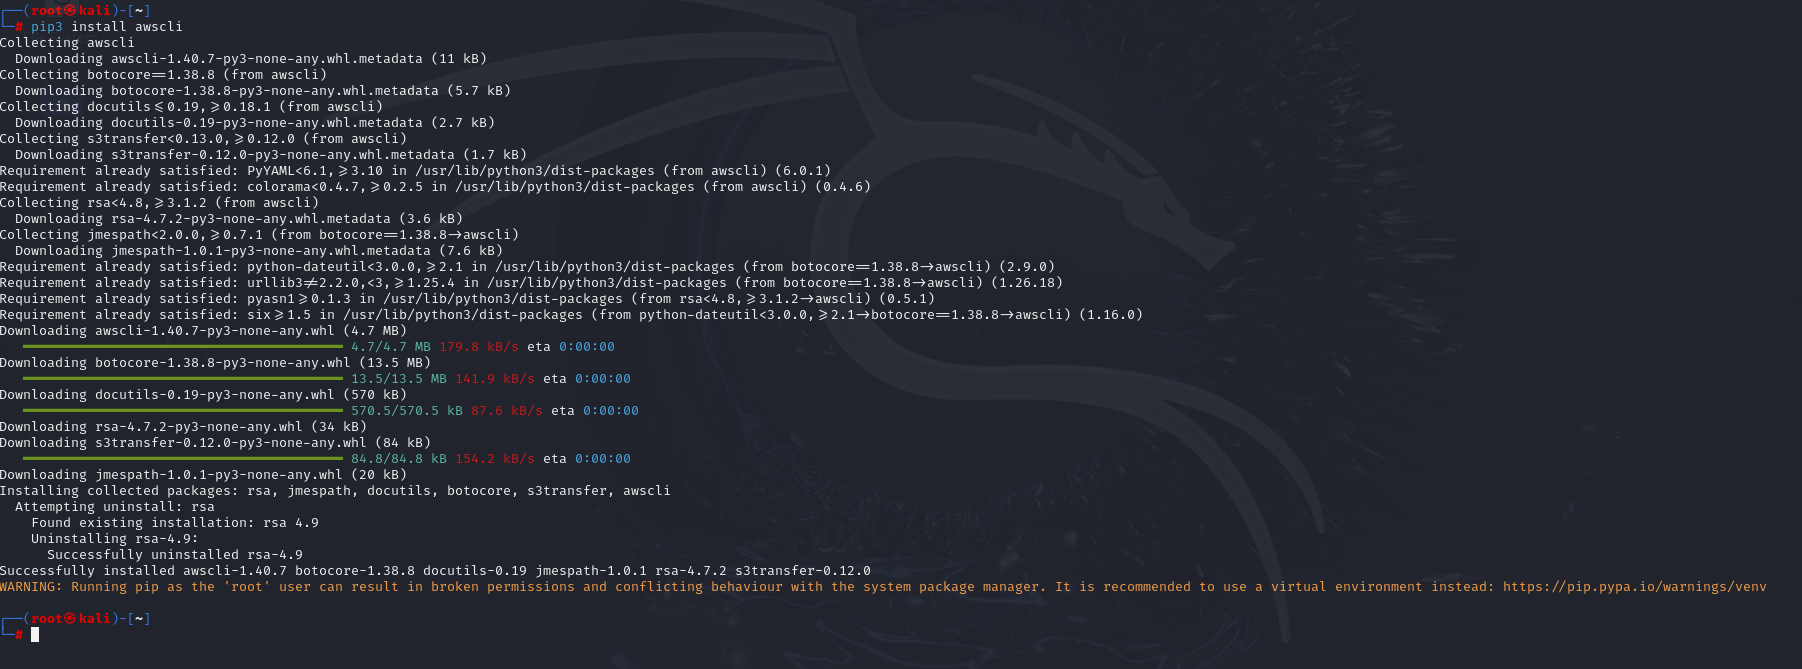 ┌──(root㉿kali)-[~]
└─# pip3 install awscli
Collecting awscli
  Downloading awscli-1.40.7-py3-none-any.whl.metadata (11 kB)
Collecting botocore==1.38.8 (from awscli)
  Downloading botocore-1.38.8-py3-none-any.whl.metadata (5.7 kB)
Collecting docutils<=0.19,>=0.18.1 (from awscli)
  Downloading docutils-0.19-py3-none-any.whl.metadata (2.7 kB)
Collecting s3transfer<0.13.0,>=0.12.0 (from awscli)
  Downloading s3transfer-0.12.0-py3-none-any.whl.metadata (1.7 kB)
Requirement already satisfied: PyYAML<6.1,>=3.10 in /usr/lib/python3/dist-packages (from awscli) (6.0.1)
Requirement already satisfied: colorama<0.4.7,>=0.2.5 in /usr/lib/python3/dist-packages (from awscli) (0.4.6)
Collecting rsa<4.8,>=3.1.2 (from awscli)
  Downloading rsa-4.7.2-py3-none-any.whl.metadata (3.6 kB)
Collecting jmespath<2.0.0,>=0.7.1 (from botocore==1.38.8->awscli)
  Downloading jmespath-1.0.1-py3-none-any.whl.metadata (7.6 kB)
Requirement already satisfied: python-dateutil<3.0.0,>=2.1 in /usr/lib/python3/dist-packages (from botocore==1.38.8->awscli) (2.9.0)
Requirement already satisfied: urllib3!=2.2.0,<3,>=1.25.4 in /usr/lib/python3/dist-packages (from botocore==1.38.8->awscli) (1.26.18)
Requirement already satisfied: pyasn1>=0.1.3 in /usr/lib/python3/dist-packages (from rsa<4.8,>=3.1.2->awscli) (0.5.1)
Requirement already satisfied: six>=1.5 in /usr/lib/python3/dist-packages (from python-dateutil<3.0.0,>=2.1->botocore==1.38.8->awscli) (1.16.0)
Downloading awscli-1.40.7-py3-none-any.whl (4.7 MB)
   ━━━━━━━━━━━━━━━━━━━━━━━━━━━━━━━━━━━━━━━━ 4.7/4.7 MB 179.8 kB/s eta 0:00:00
Downloading botocore-1.38.8-py3-none-any.whl (13.5 MB)
   ━━━━━━━━━━━━━━━━━━━━━━━━━━━━━━━━━━━━━━━━ 13.5/13.5 MB 141.9 kB/s eta 0:00:00
Downloading docutils-0.19-py3-none-any.whl (570 kB)
   ━━━━━━━━━━━━━━━━━━━━━━━━━━━━━━━━━━━━━━━━ 570.5/570.5 kB 87.6 kB/s eta 0:00:00
Downloading rsa-4.7.2-py3-none-any.whl (34 kB)
Downloading s3transfer-0.12.0-py3-none-any.whl (84 kB)
   ━━━━━━━━━━━━━━━━━━━━━━━━━━━━━━━━━━━━━━━━ 84.8/84.8 kB 154.2 kB/s eta 0:00:00
Downloading jmespath-1.0.1-py3-none-any.whl (20 kB)
Installing collected packages: rsa, jmespath, docutils, botocore, s3transfer, awscli
  Attempting uninstall: rsa
    Found existing installation: rsa 4.9
    Uninstalling rsa-4.9:
      Successfully uninstalled rsa-4.9
Successfully installed awscli-1.40.7 botocore-1.38.8 docutils-0.19 jmespath-1.0.1 rsa-4.7.2 s3transfer-0.12.0
WARNING: Running pip as the 'root' user can result in broken permissions and conflicting behaviour with the system package manager. It is recommended to use a virtual environment instead: https://pip.pypa.io/warnings/venv
┌──(root㉿kali)-[~]
└─#